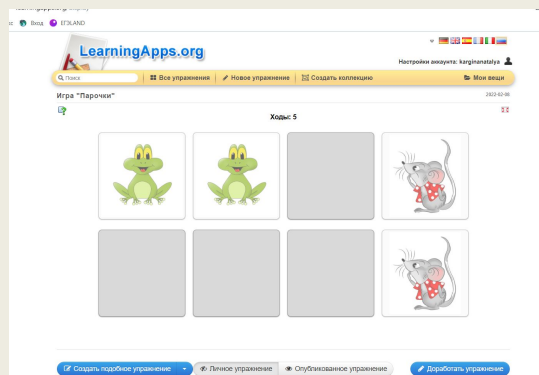 Вход ЕГЭLAND
LearningApps.org
Настройки аккаунта: karginanatalya
Поиск Все упражнения Новое упражнение Создать коллекцию Мои вещи
Игра "Парочки" 2022-02-08
Ходы: 5
Создать подобное упражнение Личное упражнение Опубликованное упражнение Доработать упражнение